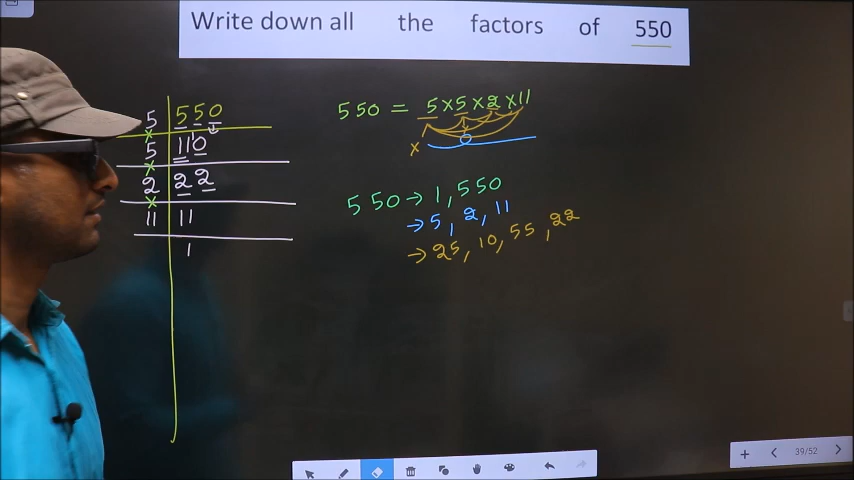 Write down all the factors of 550
5 550
5 110
2 22
11 11
1
550 = 5×5×2×11
×
550 → 1, 550
→ 5, 2, 11
→ 25, 10, 55, 22
39/52